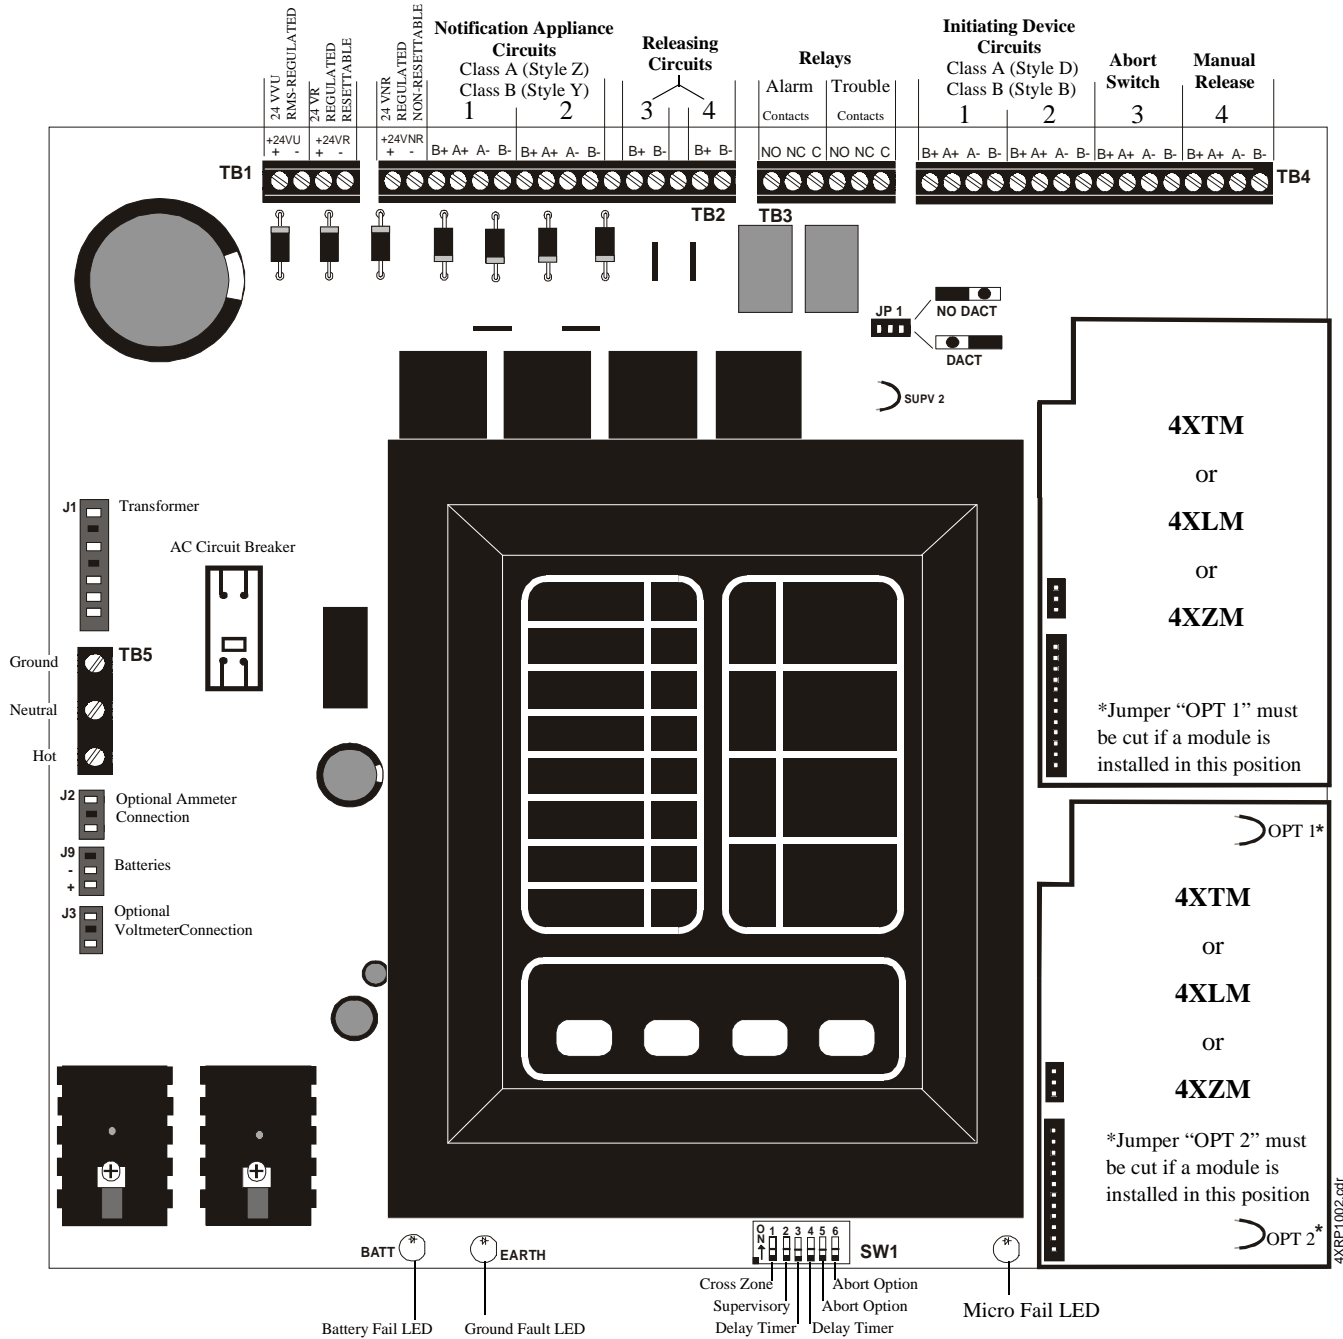 24 VVU
RMS-REGULATED
24 VR
REGULATED
RESETTABLE
24 VNR
REGULATED
NON-RESETTABLE
Notification Appliance
Circuits
Class A (Style Z)
Class B (Style Y)
1 2
Releasing
Circuits
3 4
Relays
Alarm Trouble
Contacts Contacts
Initiating Device
Circuits
Class A (Style D)
Class B (Style B)
1 2
Abort
Switch
3
Manual
Release
4
+24VU
+ -
+24VR
+ -
+24VNR
+ -
B+ A+ A- B- B+ A+ A- B- B+ B- B+ B-
NO NC C NO NC C
B+ A+ A- B- B+ A+ A- B- B+ A+ A- B- B+ A+ A- B-
TB1
TB2
TB3
TB4
JP 1
NO DACT
DACT
SUPV 2
4XTM
or
4XLM
or
4XZM
*Jumper “OPT 1” must
be cut if a module is
installed in this position
J1 Transformer
AC Circuit Breaker
TB5
Ground
Neutral
Hot
J2
Optional Ammeter
Connection
J9
-
+
Batteries
J3
Optional
VoltmeterConnection
OPT 1*
4XTM
or
4XLM
or
4XZM
*Jumper “OPT 2” must
be cut if a module is
installed in this position
OPT 2*
4XRP1002.cdr
BATT
EARTH
ON
1 2 3 4 5 6
SW1
Cross Zone Abort Option
Supervisory Abort Option
Delay Timer Delay Timer
Battery Fail LED
Ground Fault LED
Micro Fail LED